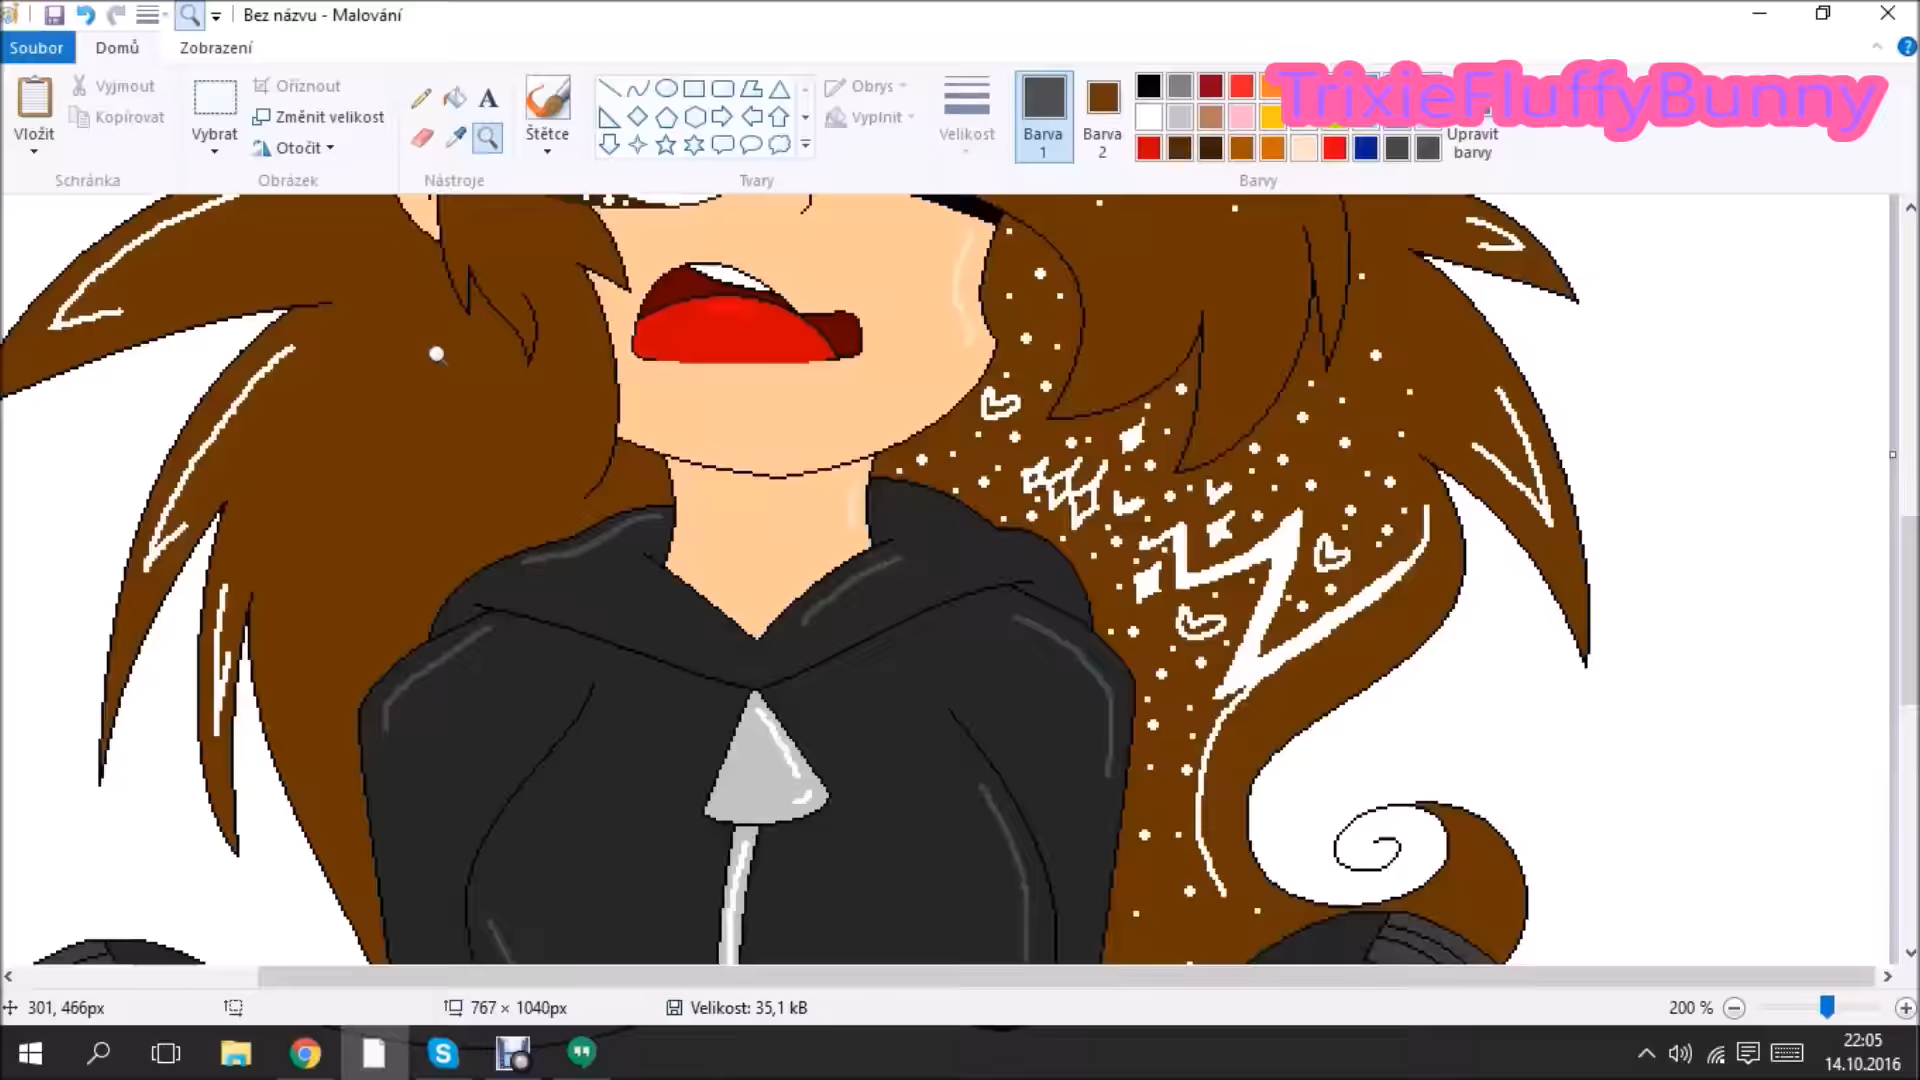 Bez názvu - Malování
Soubor
Domů
Zobrazení
Vložit
Vyjmout
Kopírovat
Schránka
Vybrat
Oříznout
Změnit velikost
Otočit
Obrázek
A
Nástroje
Štětce
Tvary
Obrys
Vyplnit
Velikost
Barva
1
Barva
2
Upravit
barvy
Barvy
TrixieFluffyBunny
301, 466px
767 × 1040px
Velikost: 35,1 kB
200 %
22:05
14.10.2016